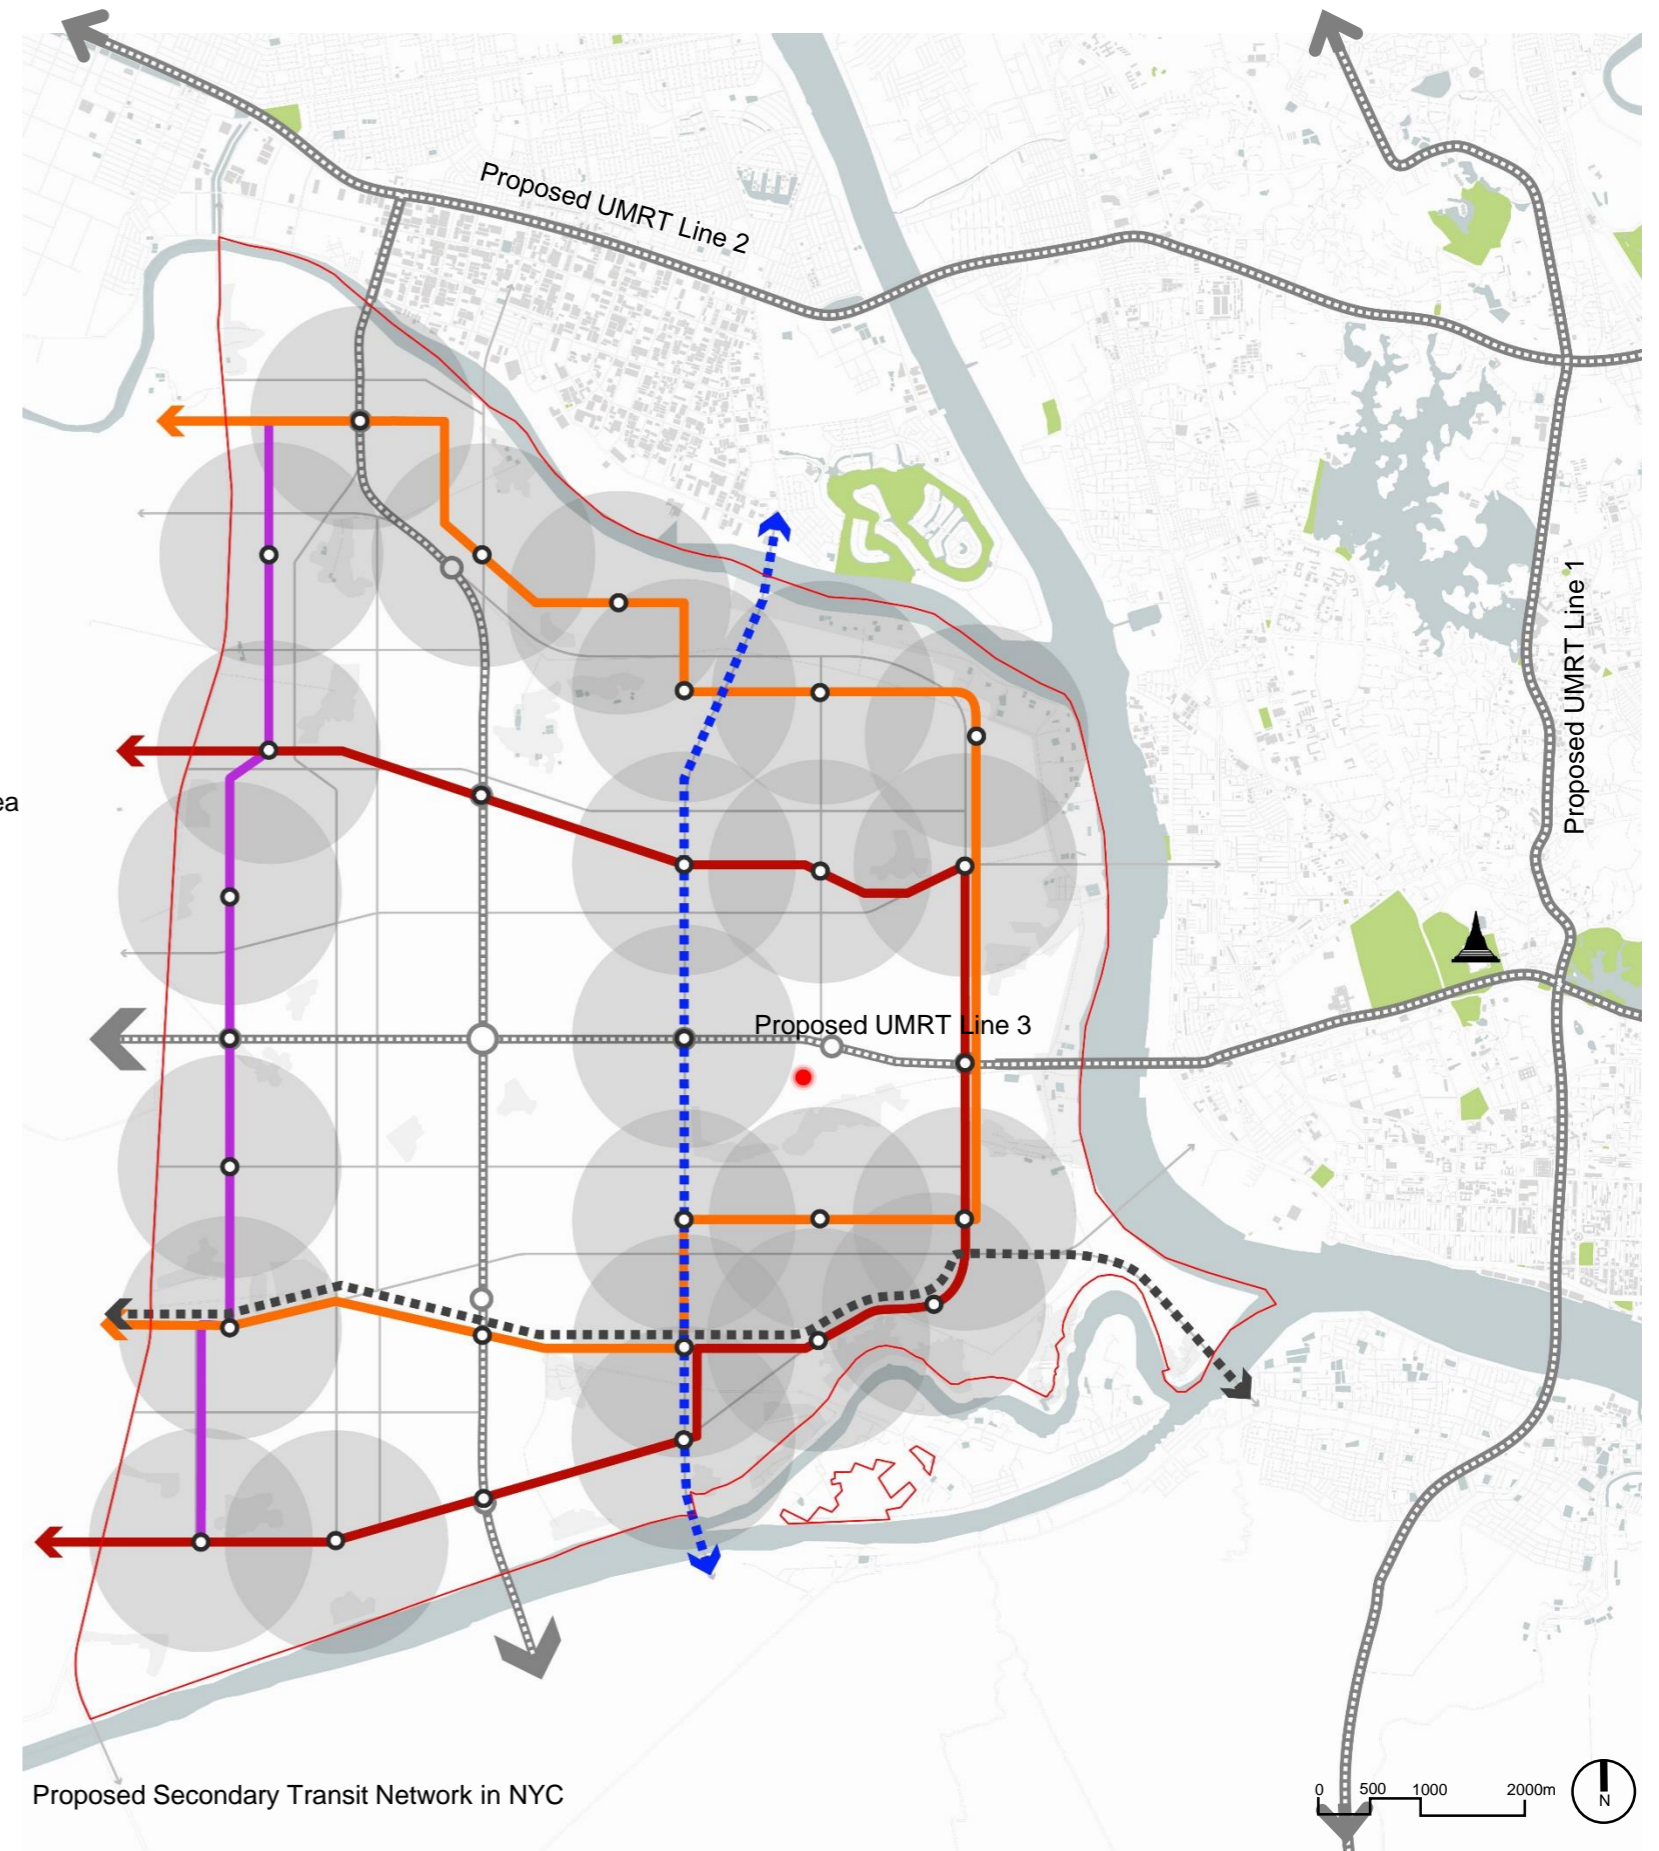 Proposed UMRT Line 2
Proposed UMRT Line 1
ea
Proposed UMRT Line 3
Proposed Secondary Transit Network in NYC
0 500 1000 2000m
N